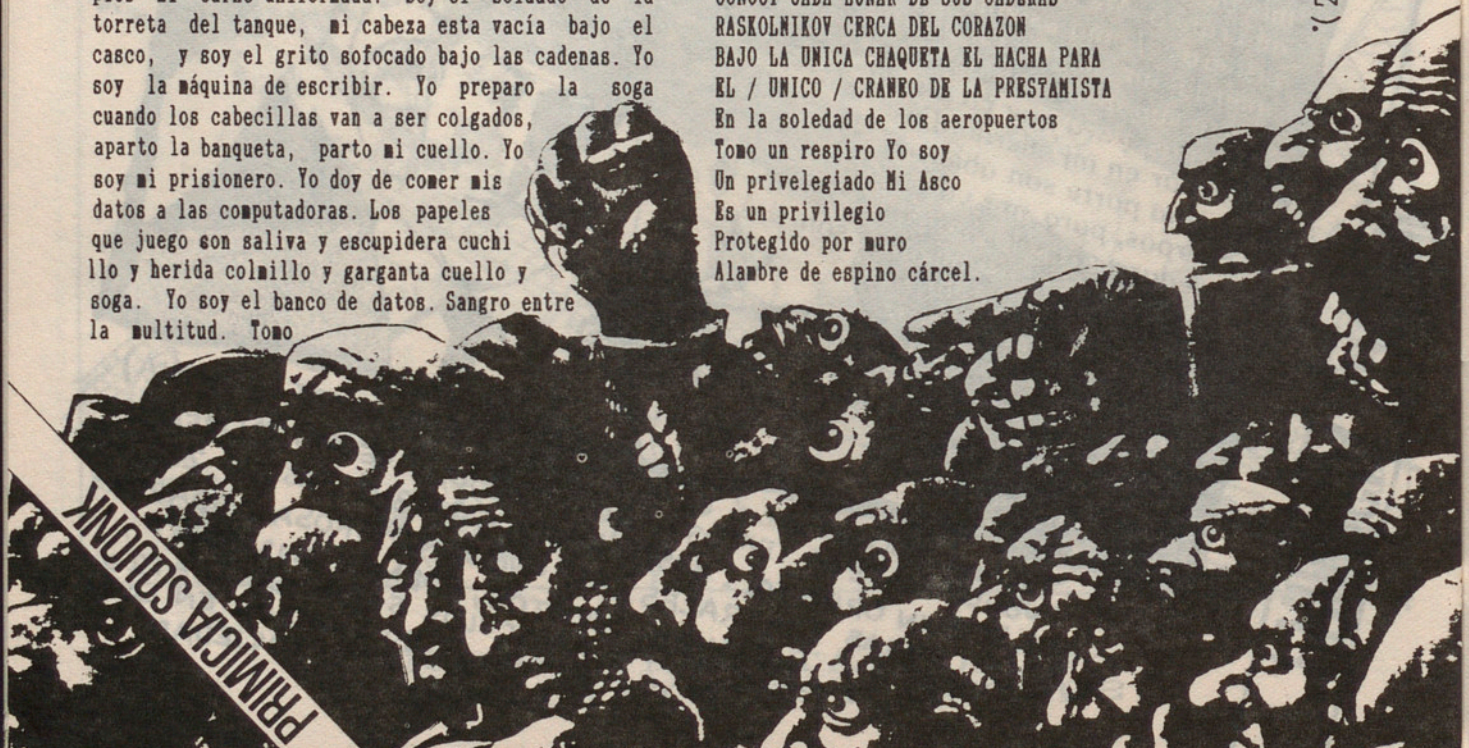 torreta del tanque, mi cabeza esta vacía bajo el
casco, y soy el grito sofocado bajo las cadenas. Yo
soy la máquina de escribir. Yo preparo la soga
cuando los cabecillas van a ser colgados,
aparto la banqueta, parto mi cuello. Yo
soy mi prisionero. Yo doy de comer mis
datos a las computadoras. Los papeles
que juego son saliva y escupidera cuchi
llo y herida colmillo y garganta cuello y
soga. Yo soy el banco de datos. Sangro entre
la multitud. Tomo
RASKOLNIKOV CERCA DEL CORAZON
BAJO LA UNICA CHAQUETA EL HACHA PARA
EL / UNICO / CRANEO DE LA PRESTAMISTA
En la soledad de los aeropuertos
Tomo un respiro Yo soy
Un privelegiado Mi Asco
Es un privilegio
Protegido por muro
Alambre de espino cárcel.
PRIMICIA SQUONK